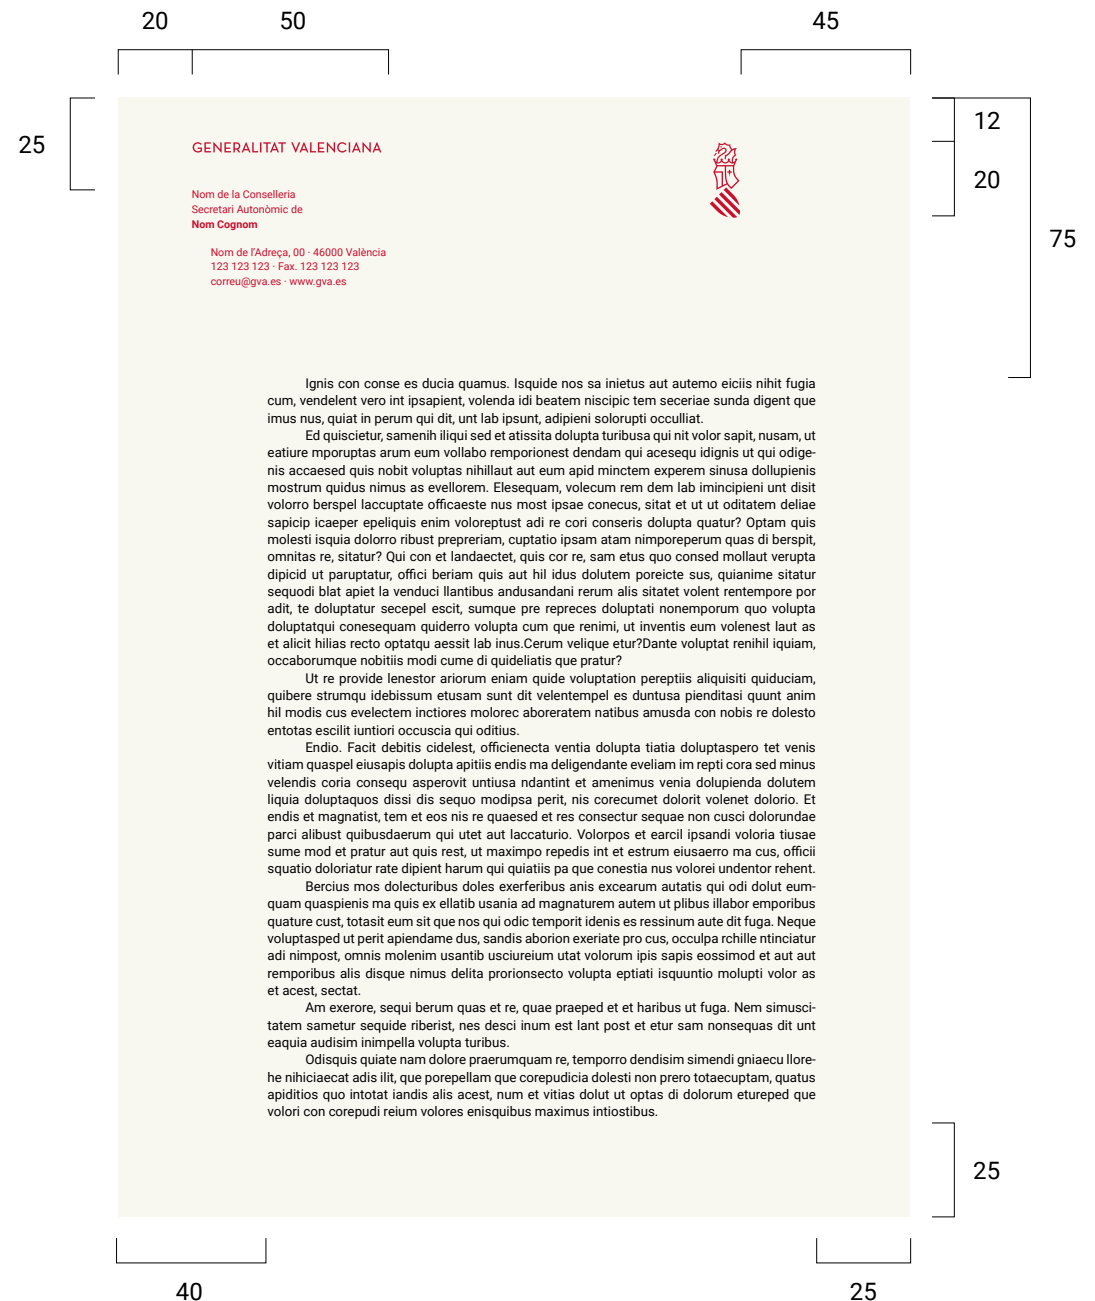 20
50
45
25
12
20
75
GENERALITAT VALENCIANA
Nom de la Conselleria
Secretari Autonòmic de
Nom Cognom
Nom de l'Adreça, 00 · 46000 València
123 123 123 · Fax. 123 123 123
correu@gva.es · www.gva.es
Ignis con conse es ducia quamus. Isquide nos sa inietus aut autemo eiciis nihit fugia
cum, vendelent vero int ipsapient, volenda idi beatem niscipic tem seceriae sunda digent que
imus nus, quiat in perum qui dit, unt lab ipsunt, adipieni solorupti occulliat.
Ed quiscietur, samenih iliqui sed et atissita dolupta turibusa qui nit volor sapit, nusam, ut
eatiure mporuptas arum eum vollabo remporionest dendam qui acesequ idignis ut qui odige-
nis accaesed quis nobit voluptas nihillaut aut eum apid minctem experem sinusa dollupienis
mostrum quidus nimus as evellorem. Elesequam, volecum rem dem lab imincipieni unt disit
volorro berspel laccuptate officaeste nus most ipsae conecus, sitat et ut ut oditatem deliae
sapicip icaeper epeliquis enim voloreptust adi re cori conseris dolupta quatur? Optam quis
molesti isquia dolorro ribust prepreriam, cuptatio ipsam atam nimporeperum quas di berspit,
omnitas re, sitatur? Qui con et landaectet, quis cor re, sam etus quo consed mollaut verupta
dipicid ut paruptatur, offici beriam quis aut hil idus dolutem poreicte sus, quianime sitatur
sequodi blat apiet la venduci llantibus andusandani rerum alis sitatet volent rentempore por
adit, te doluptatur secepel escit, sumque pre repreces doluptati nonemporum quo volupta
doluptatqui conesequam quiderro volupta cum que renimi, ut inventis eum volenest laut as
et alicit hilias recto optatqu aessit lab inus.Cerum velique etur?Dante voluptat renihil iquiam,
occaborumque nobitiis modi cume di quideliatis que pratur?
Ut re provide lenestor ariorum eniam quide voluptation pereptiis aliquisiti quiduciam,
quibere strumqu idebissum etusam sunt dit velentempel es duntusa pienditasi quunt anim
hil modis cus evelectem inctiores molorec aboreratem natibus amusda con nobis re dolesto
entotas escilit iuntiori occuscia qui oditius.
Endio. Facit debitis cidelest, officienecta ventia dolupta tiatia doluptaspero tet venis
vitiam quaspel eiusapis dolupta apitiis endis ma deligendante eveliam im repti cora sed minus
velendis coria consequ asperovit untiusa ndantint et amenimus venia dolupienda dolutem
liquia doluptaquos dissi dis sequo modipsa perit, nis corecumet dolorit volenet dolorio. Et
endis et magnatist, tem et eos nis re quaesed et res consectur sequae non cusci dolorundae
parci alibust quibusdaerum qui utet aut laccaturio. Volorpos et earcil ipsandi voloria tiusae
sume mod et pratur aut quis rest, ut maximpo repedis int et estrum eiusaerro ma cus, officii
squatio doloriatur rate dipient harum qui quiatiis pa que conestia nus volorei undentor rehent.
Bercius mos dolecturibus doles exerferibus anis excearum autatis qui odi dolut eum-
quam quaspienis ma quis ex ellatib usania ad magnaturem autem ut plibus illabor emporibus
quature cust, totasit eum sit que nos qui odic temporit idenis es ressinum aute dit fuga. Neque
voluptasped ut perit apiendame dus, sandis aborion exeriate pro cus, occulpa rchille ntinciatur
adi nimpost, omnis molenim usantib usciureium utat volorum ipis sapis eossimod et aut aut
remporibus alis disque nimus delita prorionsecto volupta eptiati isquuntio molupti volor as
et acest, sectat.
Am exerore, sequi berum quas et re, quae praeped et et haribus ut fuga. Nem simusci-
tatem sametur sequide riberist, nes desci inum est lant post et etur sam nonsequas dit unt
eaquia audisim inimpella volupta turibus.
Odisquis quiate nam dolore praerumquam re, temporro dendisim simendi gniaecu llore-
he nihiciaecat adis ilit, que porepellam que corepudicia dolesti non prero totaecuptam, quatus
apiditios quo intotat iandis alis acest, num et vitias dolut ut optas di dolorum etureped que
volori con corepudi reium volores enisquibus maximus intiostibus.
25
40
25